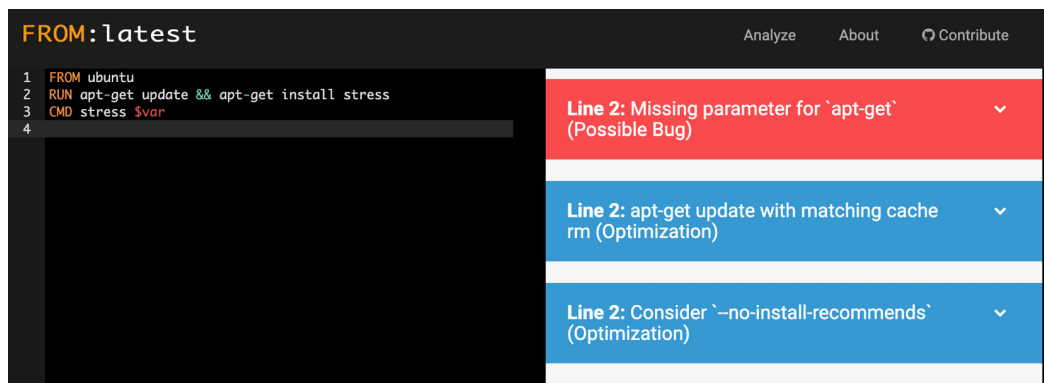 FROM:latest
Analyze About Contribute
1 FROM ubuntu
2 RUN apt-get update && apt-get install stress
3 CMD stress $var
4
Line 2: Missing parameter for `apt-get`
(Possible Bug)
Line 2: apt-get update with matching cache
rm (Optimization)
Line 2: Consider `--no-install-recommends`
(Optimization)